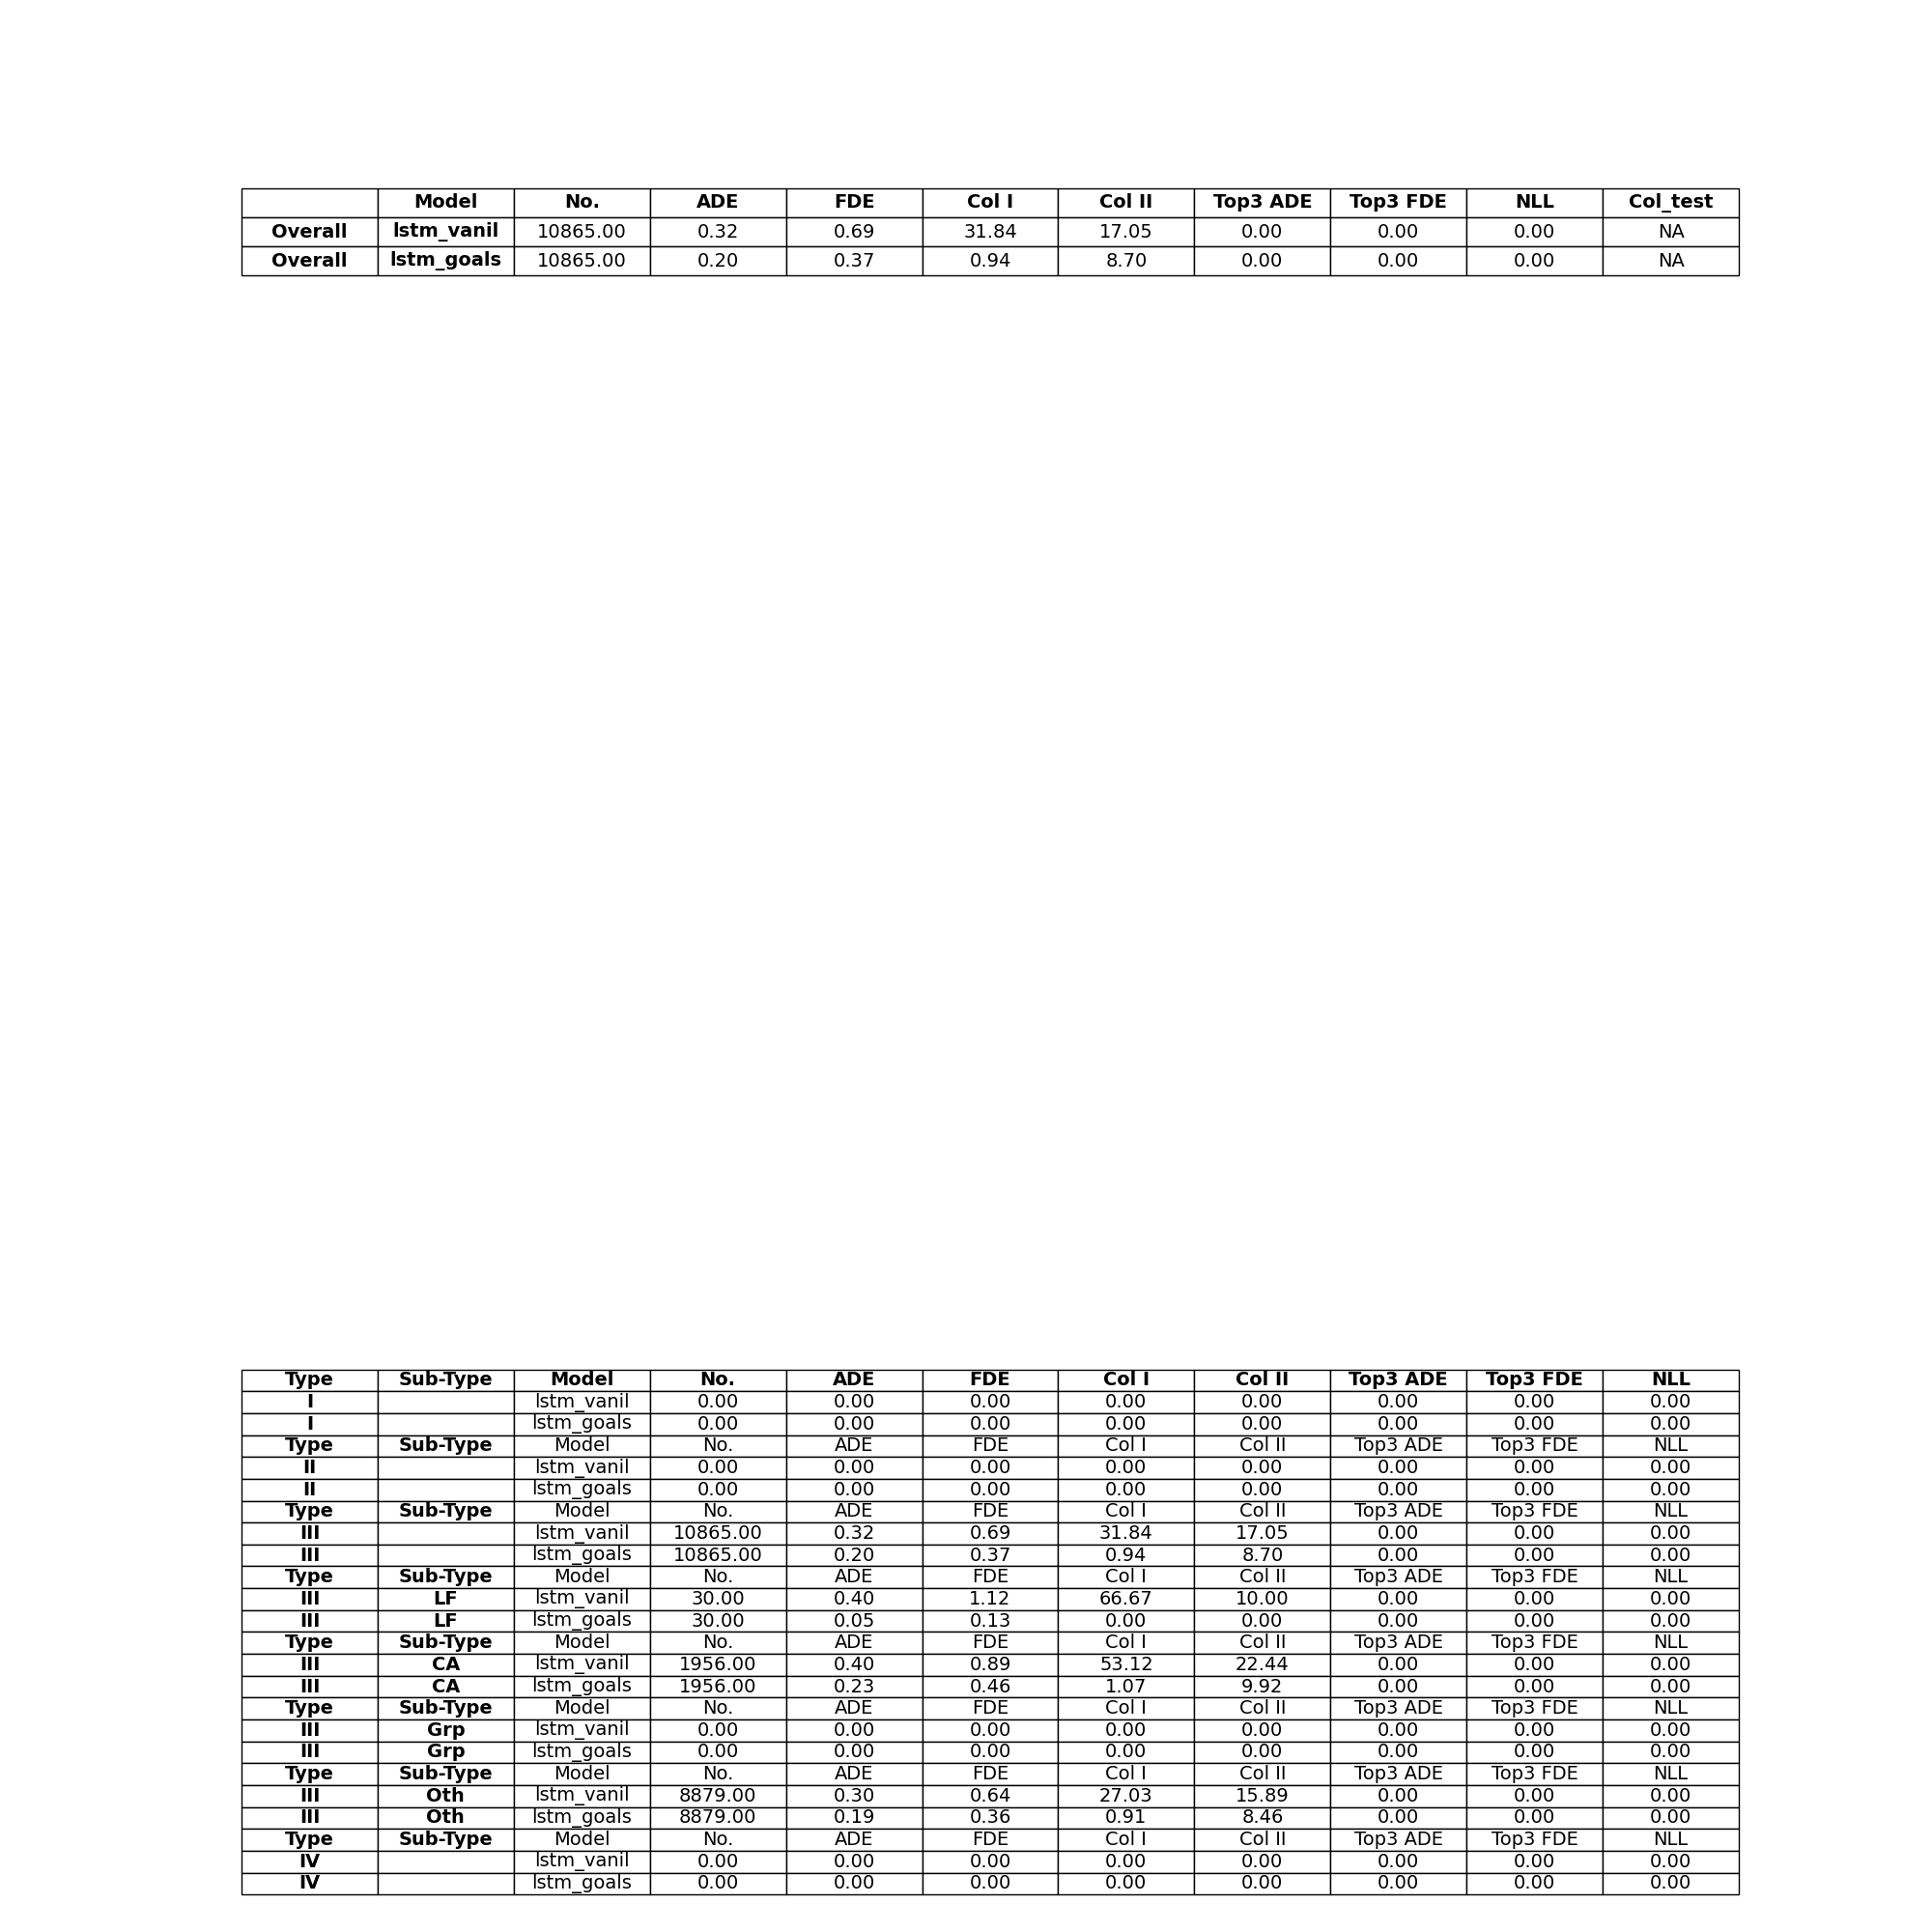 Model No. ADE FDE Col I Col II Top3 ADE Top3 FDE NLL Col_test
Overall lstm_vanil 10865.00 0.32 0.69 31.84 17.05 0.00 0.00 0.00 NA
Overall lstm_goals 10865.00 0.20 0.37 0.94 8.70 0.00 0.00 0.00 NA
Type Sub-Type Model No. ADE FDE Col I Col II Top3 ADE Top3 FDE NLL
I lstm_vanil 0.00 0.00 0.00 0.00 0.00 0.00 0.00 0.00
I lstm_goals 0.00 0.00 0.00 0.00 0.00 0.00 0.00 0.00
Type Sub-Type Model No. ADE FDE Col I Col II Top3 ADE Top3 FDE NLL
II lstm_vanil 0.00 0.00 0.00 0.00 0.00 0.00 0.00 0.00
II lstm_goals 0.00 0.00 0.00 0.00 0.00 0.00 0.00 0.00
Type Sub-Type Model No. ADE FDE Col I Col II Top3 ADE Top3 FDE NLL
III lstm_vanil 10865.00 0.32 0.69 31.84 17.05 0.00 0.00 0.00
III lstm_goals 10865.00 0.20 0.37 0.94 8.70 0.00 0.00 0.00
Type Sub-Type Model No. ADE FDE Col I Col II Top3 ADE Top3 FDE NLL
III LF lstm_vanil 30.00 0.40 1.12 66.67 10.00 0.00 0.00 0.00
III LF lstm_goals 30.00 0.05 0.13 0.00 0.00 0.00 0.00 0.00
Type Sub-Type Model No. ADE FDE Col I Col II Top3 ADE Top3 FDE NLL
III CA lstm_vanil 1956.00 0.40 0.89 53.12 22.44 0.00 0.00 0.00
III CA lstm_goals 1956.00 0.23 0.46 1.07 9.92 0.00 0.00 0.00
Type Sub-Type Model No. ADE FDE Col I Col II Top3 ADE Top3 FDE NLL
III Grp lstm_vanil 0.00 0.00 0.00 0.00 0.00 0.00 0.00 0.00
III Grp lstm_goals 0.00 0.00 0.00 0.00 0.00 0.00 0.00 0.00
Type Sub-Type Model No. ADE FDE Col I Col II Top3 ADE Top3 FDE NLL
III Oth lstm_vanil 8879.00 0.30 0.64 27.03 15.89 0.00 0.00 0.00
III Oth lstm_goals 8879.00 0.19 0.36 0.91 8.46 0.00 0.00 0.00
Type Sub-Type Model No. ADE FDE Col I Col II Top3 ADE Top3 FDE NLL
IV lstm_vanil 0.00 0.00 0.00 0.00 0.00 0.00 0.00 0.00
IV lstm_goals 0.00 0.00 0.00 0.00 0.00 0.00 0.00 0.00